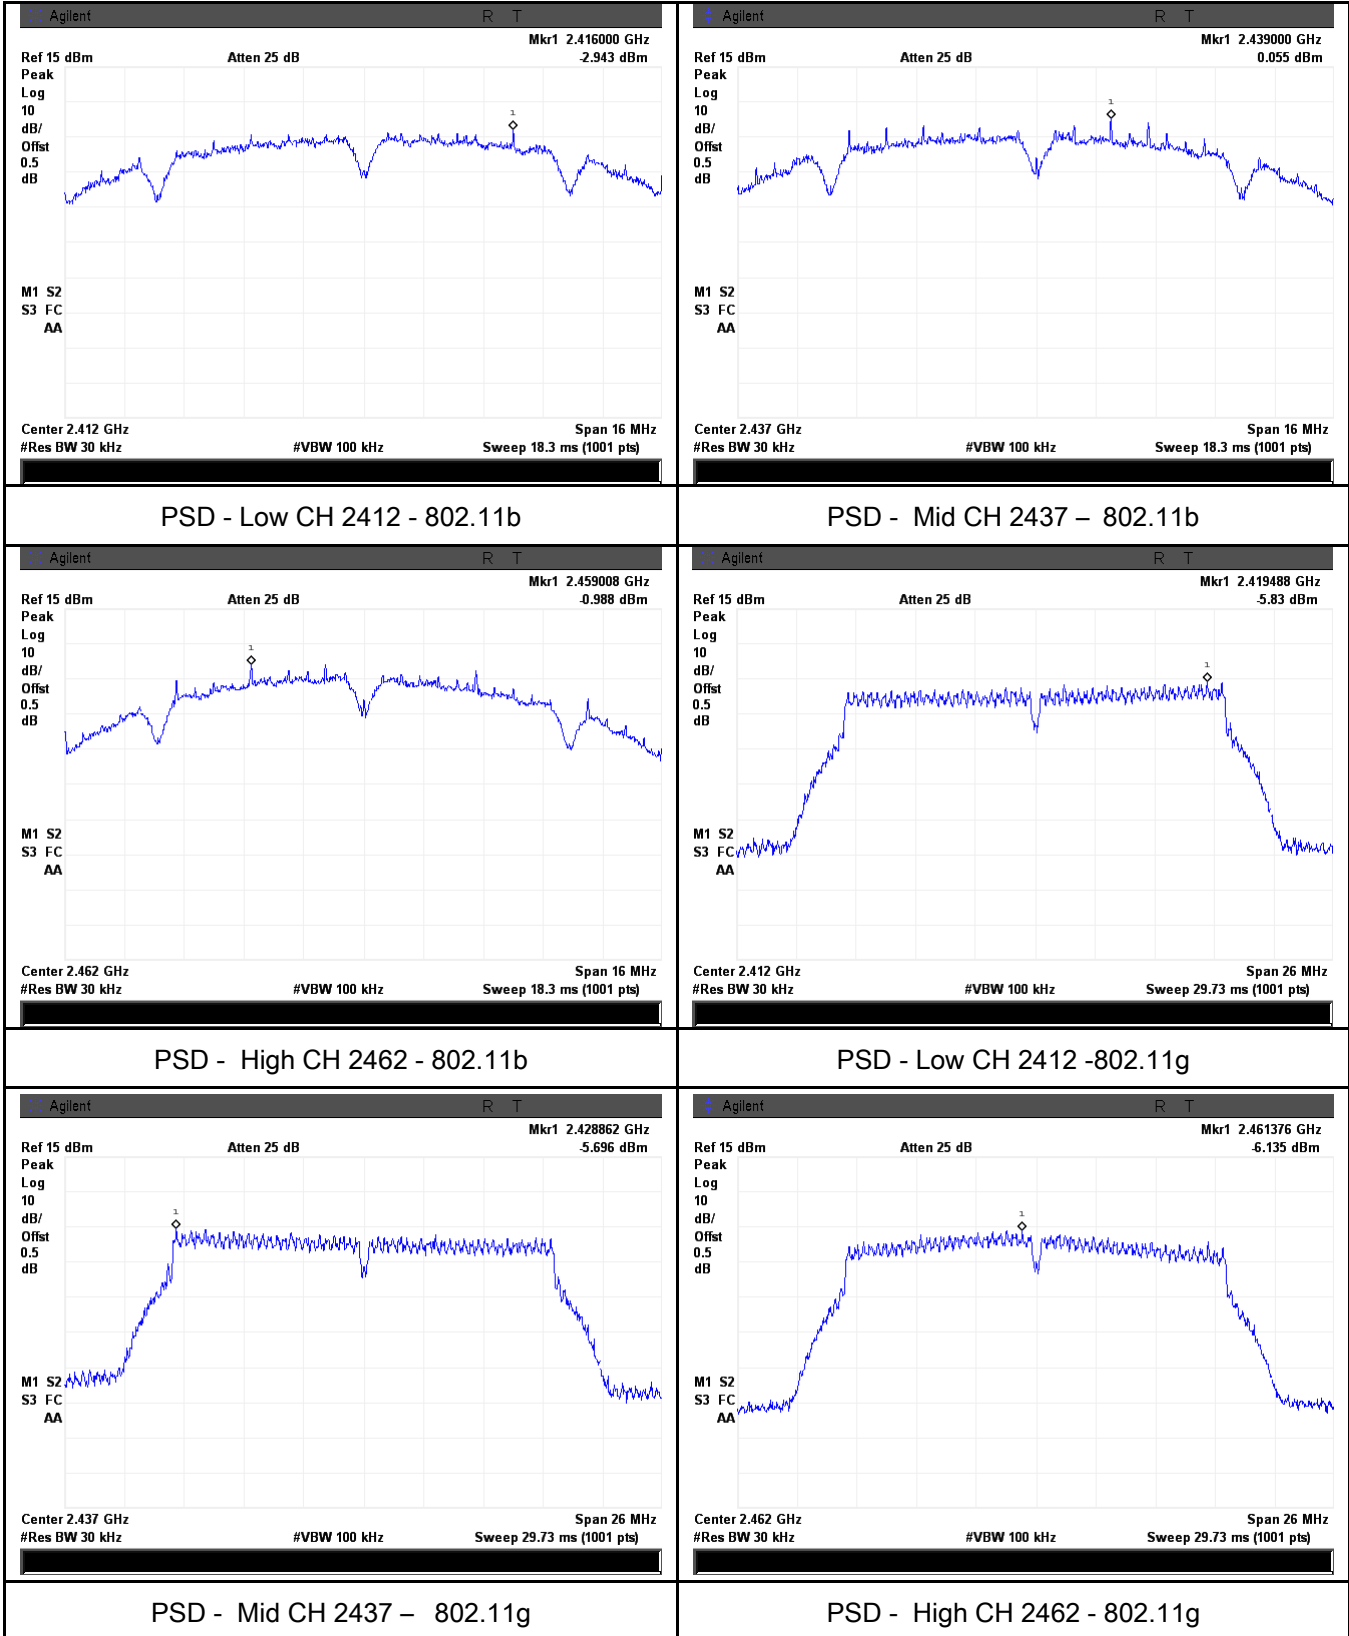 Agilent R T
Mkr1 2.416000 GHz
Ref 15 dBm Atten 25 dB -2.943 dBm
Peak
Log
10
dB/
Offst
0.5
dB
1
M1 S2
S3 FC
AA
Center 2.412 GHz Span 16 MHz
#Res BW 30 kHz #VBW 100 kHz Sweep 18.3 ms (1001 pts)
PSD - Low CH 2412 - 802.11b
Agilent R T
Mkr1 2.439000 GHz
Ref 15 dBm Atten 25 dB 0.055 dBm
Peak
Log
10
dB/
Offst
0.5
dB
1
M1 S2
S3 FC
AA
Center 2.437 GHz Span 16 MHz
#Res BW 30 kHz #VBW 100 kHz Sweep 18.3 ms (1001 pts)
PSD - Mid CH 2437 – 802.11b
Agilent R T
Mkr1 2.459008 GHz
Ref 15 dBm Atten 25 dB -0.988 dBm
Peak
Log
10
dB/
Offst
0.5
dB
1
M1 S2
S3 FC
AA
Center 2.462 GHz Span 16 MHz
#Res BW 30 kHz #VBW 100 kHz Sweep 18.3 ms (1001 pts)
PSD - High CH 2462 - 802.11b
Agilent R T
Mkr1 2.419488 GHz
Ref 15 dBm Atten 25 dB -5.83 dBm
Peak
Log
10
dB/
Offst
0.5
dB
1
M1 S2
S3 FC
AA
Center 2.412 GHz Span 26 MHz
#Res BW 30 kHz #VBW 100 kHz Sweep 29.73 ms (1001 pts)
PSD - Low CH 2412 -802.11g
Agilent R T
Mkr1 2.428862 GHz
Ref 15 dBm Atten 25 dB -5.696 dBm
Peak
Log
10
dB/
Offst
0.5
dB
1
M1 S2
S3 FC
AA
Center 2.437 GHz Span 26 MHz
#Res BW 30 kHz #VBW 100 kHz Sweep 29.73 ms (1001 pts)
PSD - Mid CH 2437 – 802.11g
Agilent R T
Mkr1 2.461376 GHz
Ref 15 dBm Atten 25 dB -6.135 dBm
Peak
Log
10
dB/
Offst
0.5
dB
1
M1 S2
S3 FC
AA
Center 2.462 GHz Span 26 MHz
#Res BW 30 kHz #VBW 100 kHz Sweep 29.73 ms (1001 pts)
PSD - High CH 2462 - 802.11g